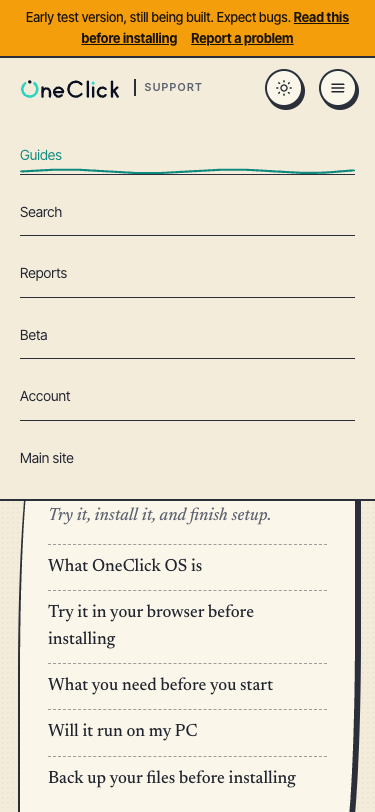 Early test version, still being built. Expect bugs. Read this
before installing Report a problem
OneClick SUPPORT
Guides
Search
Reports
Beta
Account
Main site
Try it, install it, and finish setup.
What OneClick OS is
Try it in your browser before
installing
What you need before you start
Will it run on my PC
Back up your files before installing